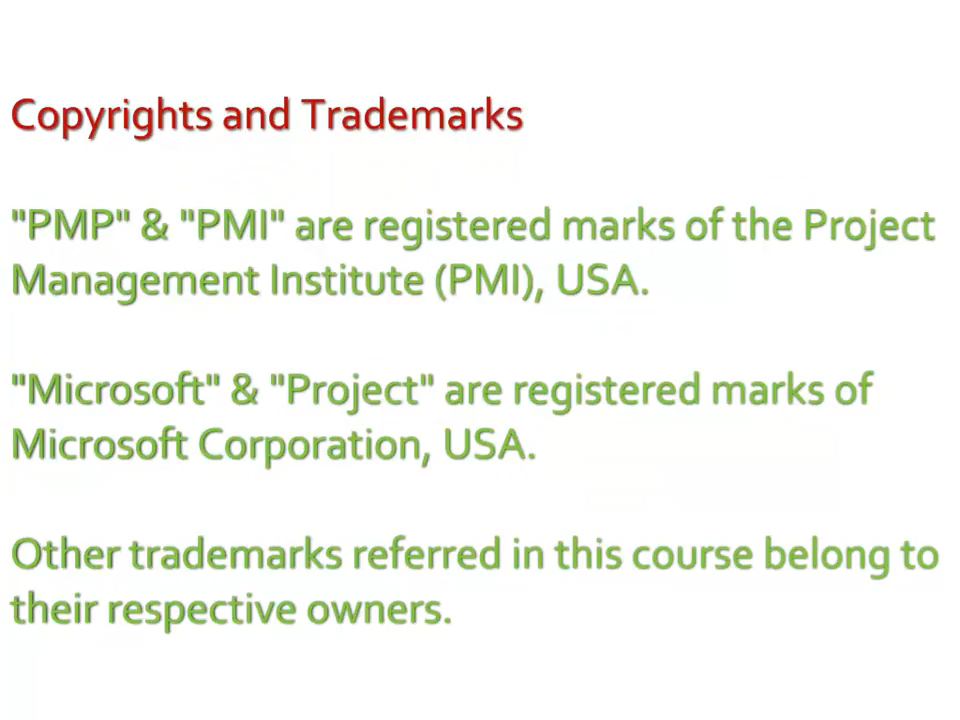 Copyrights and Trademarks
"PMP" & "PMI" are registered marks of the Project
Management Institute (PMI), USA.
"Microsoft" & "Project" are registered marks of
Microsoft Corporation, USA.
Other trademarks referred in this course belong to
their respective owners.